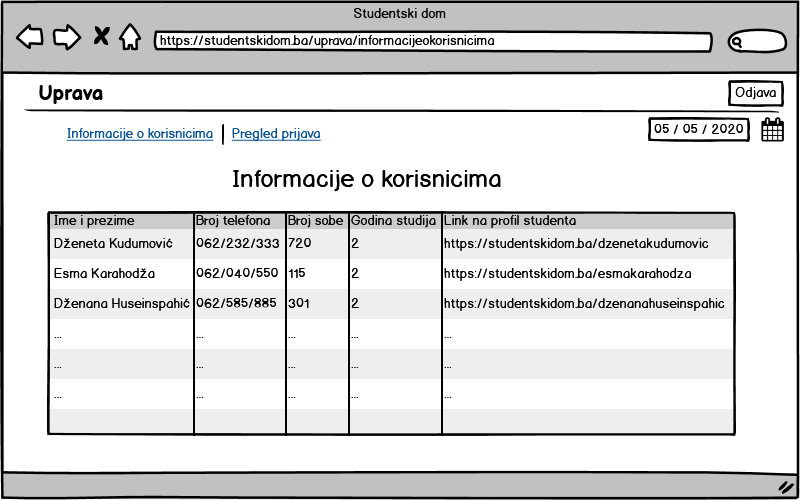 Studentski dom
https://studentskidom.ba/uprava/informacijeokorisnicima
Uprava
Odjava
Informacije o korisnicima | Pregled prijava
05 / 05 / 2020
Informacije o korisnicima
Ime i prezime Broj telefona Broj sobe Godina studija Link na profil studenta
Dženeta Kudumović 062/232/333 720 2 https://studentskidom.ba/dzenetakudumovic
Esma Karahodža 062/040/550 115 2 https://studentskidom.ba/esmakarahodza
Dženana Huseinspahić 062/585/885 301 2 https://studentskidom.ba/dzenanahuseinspahic
... ... ... ... ...
... ... ... ... ...
... ... ... ... ...